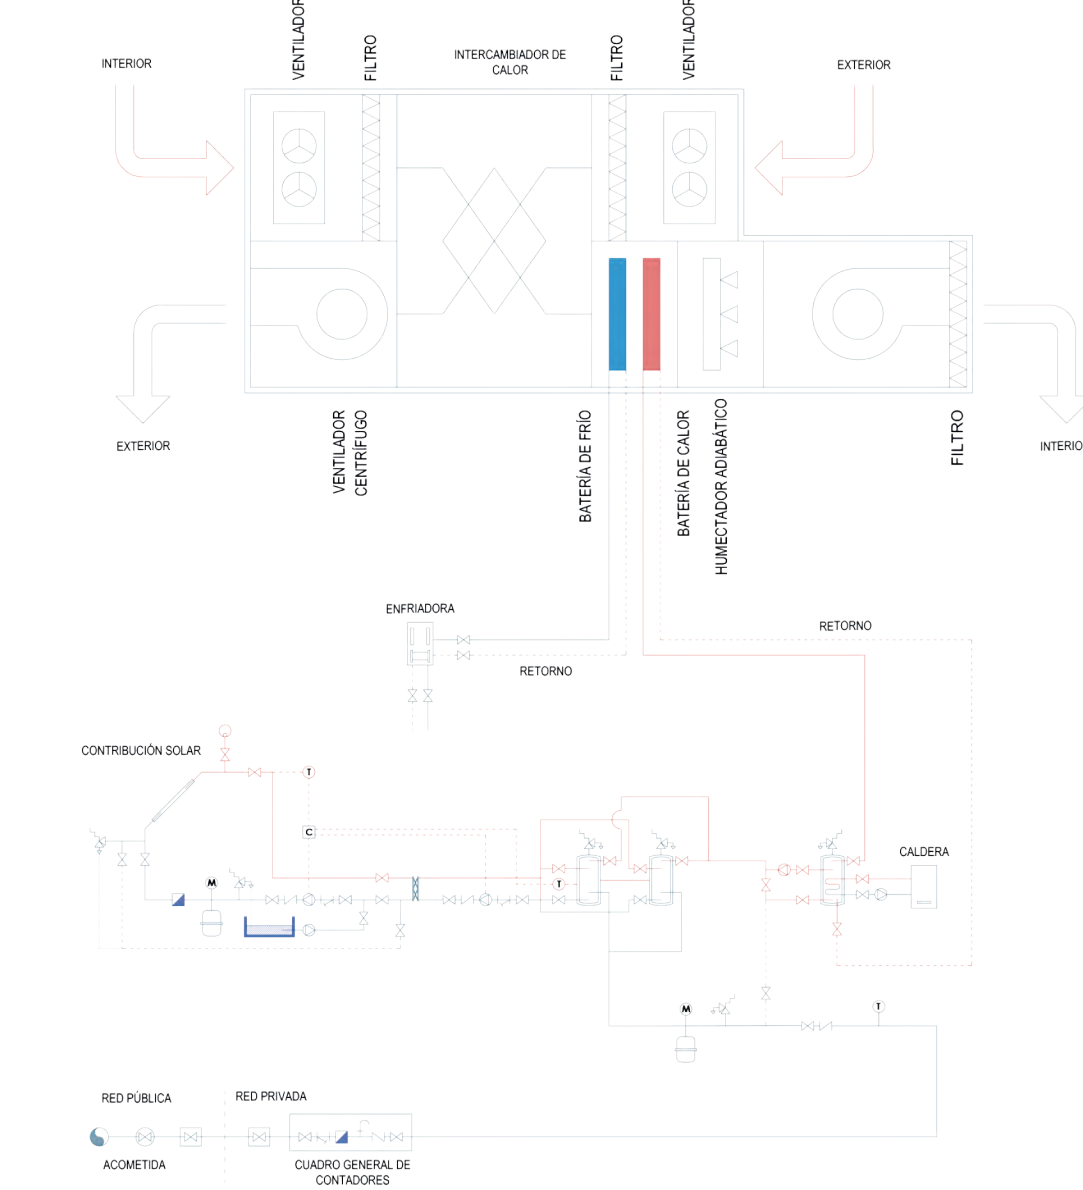 VENTILADOR
FILTRO
FILTRO
VENTILADOR
INTERIOR
INTERCAMBIADOR DE
CALOR
EXTERIOR
EXTERIOR
VENTILADOR
CENTRÍFUGO
BATERÍA DE FRÍO
BATERÍA DE CALOR
HUMECTADOR ADIABÁTICO
FILTRO
INTERIO
ENFRIADORA
RETORNO
RETORNO
CONTRIBUCIÓN SOLAR
T
C
CALDERA
M
T
M
T
RED PÚBLICA
RED PRIVADA
ACOMETIDA
CUADRO GENERAL DE
CONTADORES